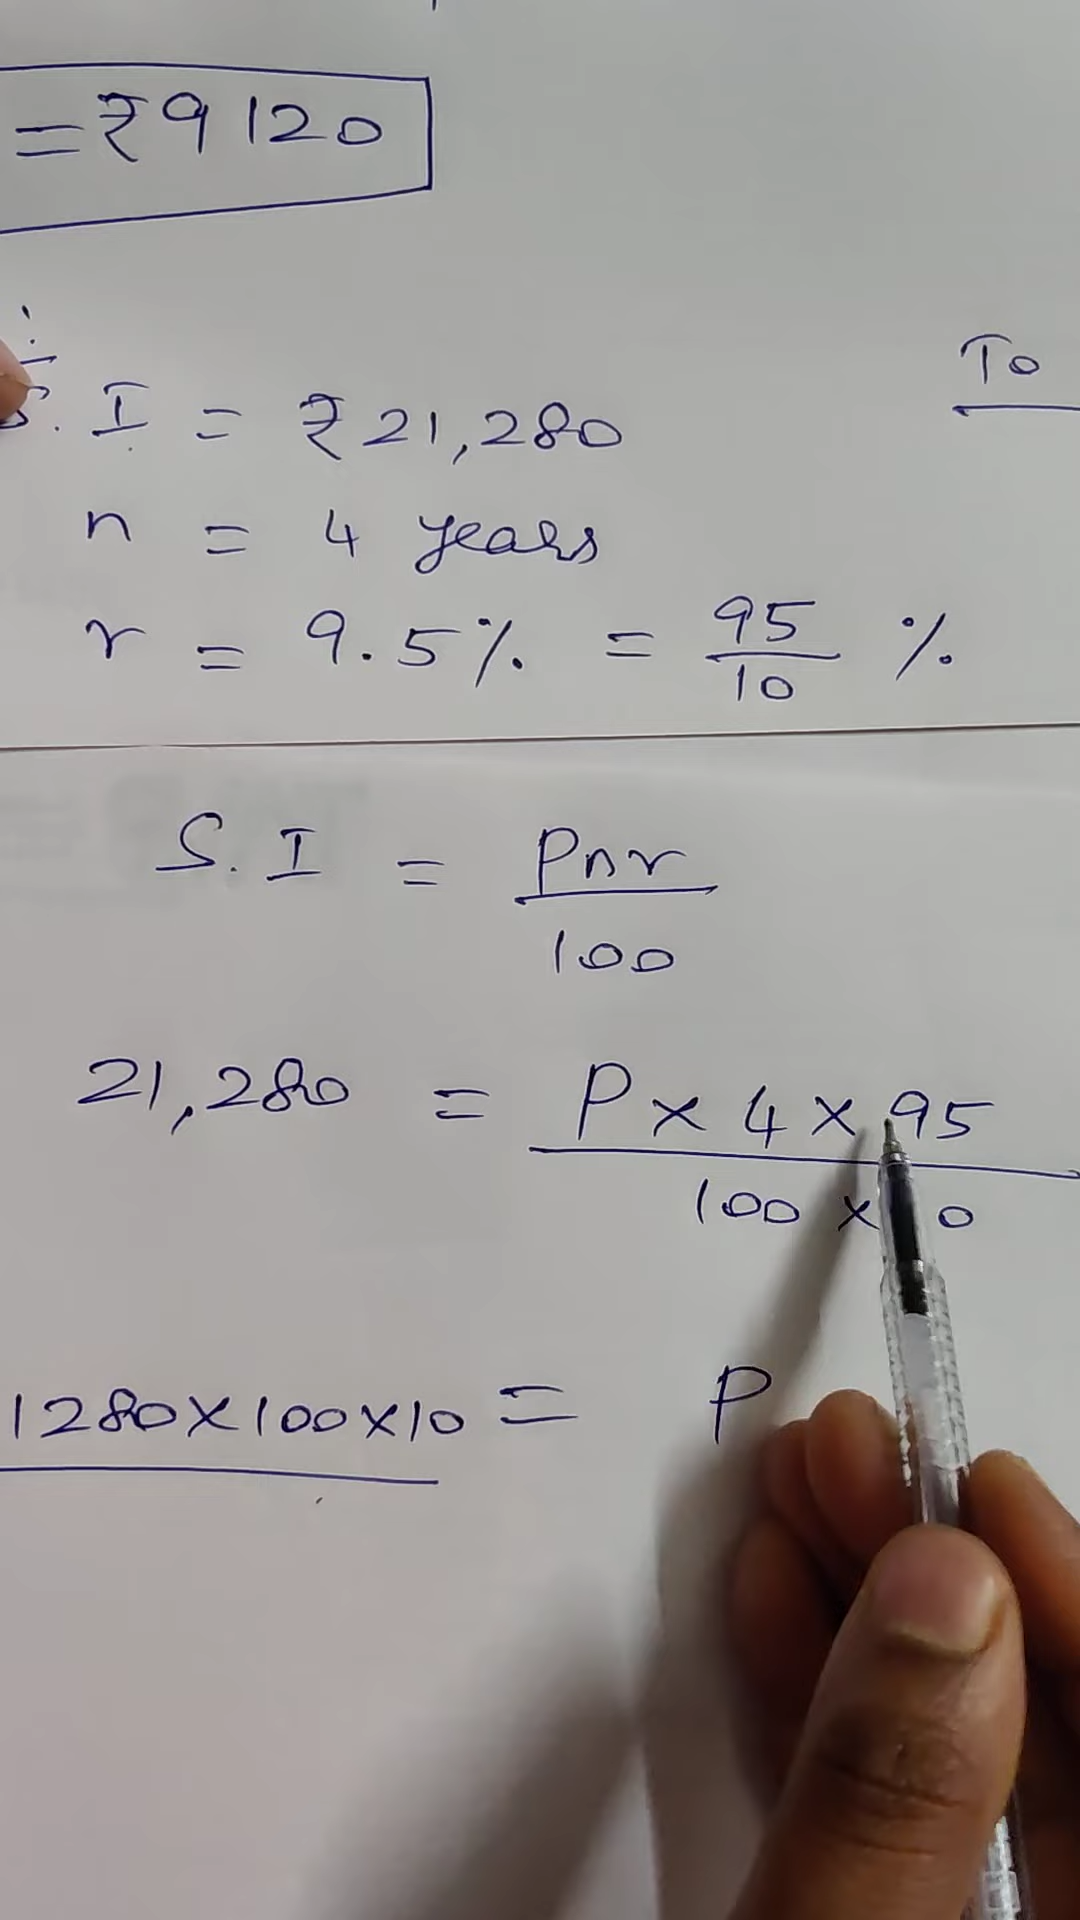 = ₹9120
S.I = ₹21,280
To
n = 4 years
r = 9.5% = 95/10 %
S.I = Pnr/100
21,280 = P×4×95
100 × 0
1280×100×10 = P